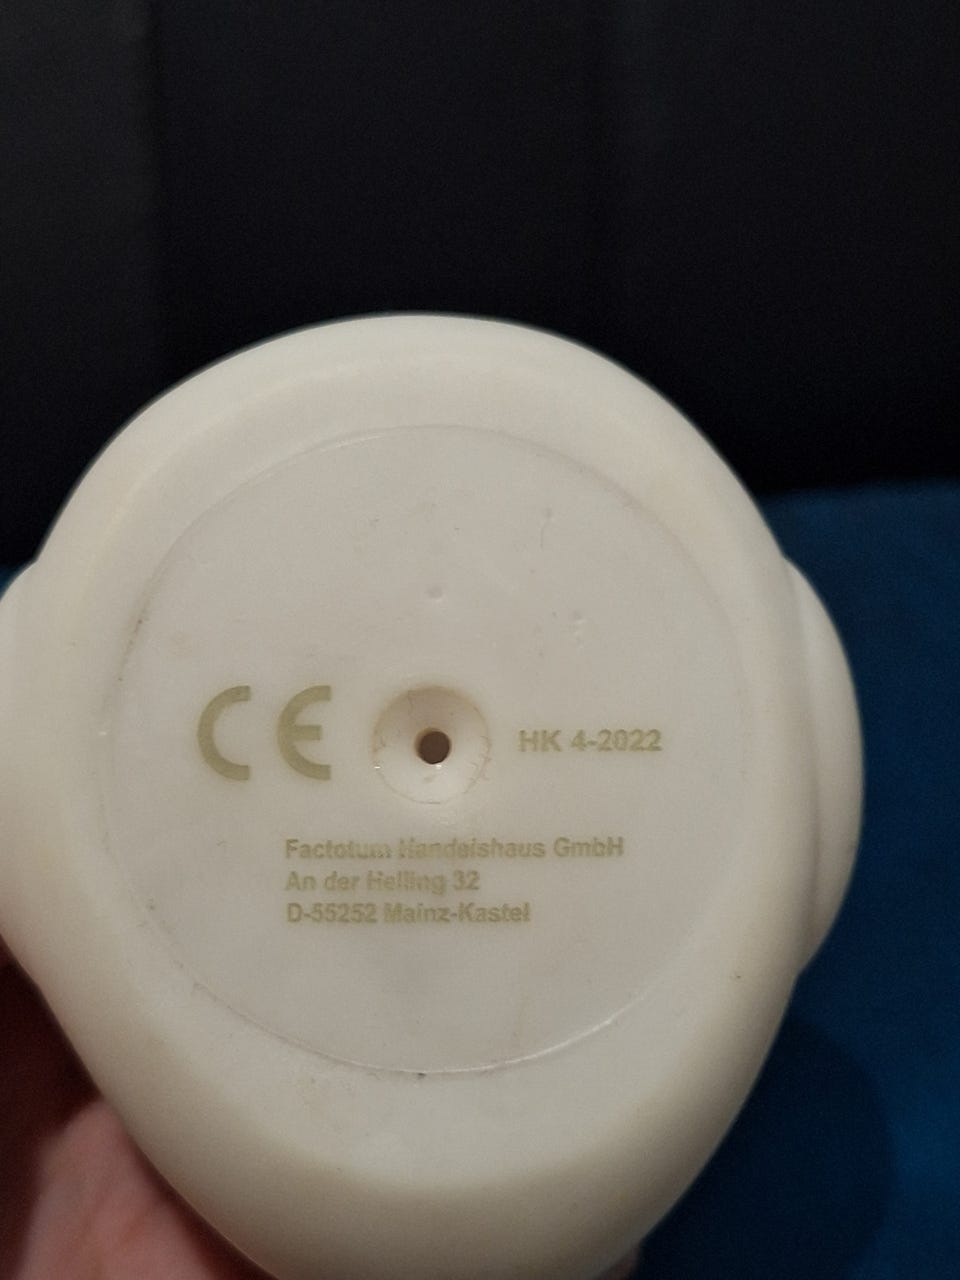 CE HK 4-2022
Factotum Handelshaus GmbH
An der Helling 32
D-55252 Mainz-Kastel